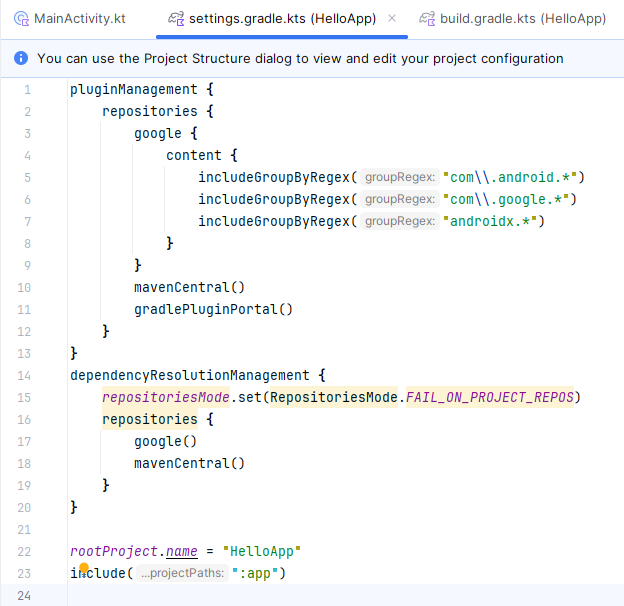 MainActivity.kt settings.gradle.kts (HelloApp) × build.gradle.kts (HelloApp)
You can use the Project Structure dialog to view and edit your project configuration
1 pluginManagement {
2 repositories {
3 google {
4 content {
5 includeGroupByRegex( groupRegex: "com\\.android.*")
6 includeGroupByRegex( groupRegex: "com\\.google.*")
7 includeGroupByRegex( groupRegex: "androidx.*")
8 }
9 }
10 mavenCentral()
11 gradlePluginPortal()
12 }
13 }
14 dependencyResolutionManagement {
15 repositoriesMode.set(RepositoriesMode.FAIL_ON_PROJECT_REPOS)
16 repositories {
17 google()
18 mavenCentral()
19 }
20 }
21
22 rootProject.name = "HelloApp"
23 include( ...projectPaths: ":app")
24